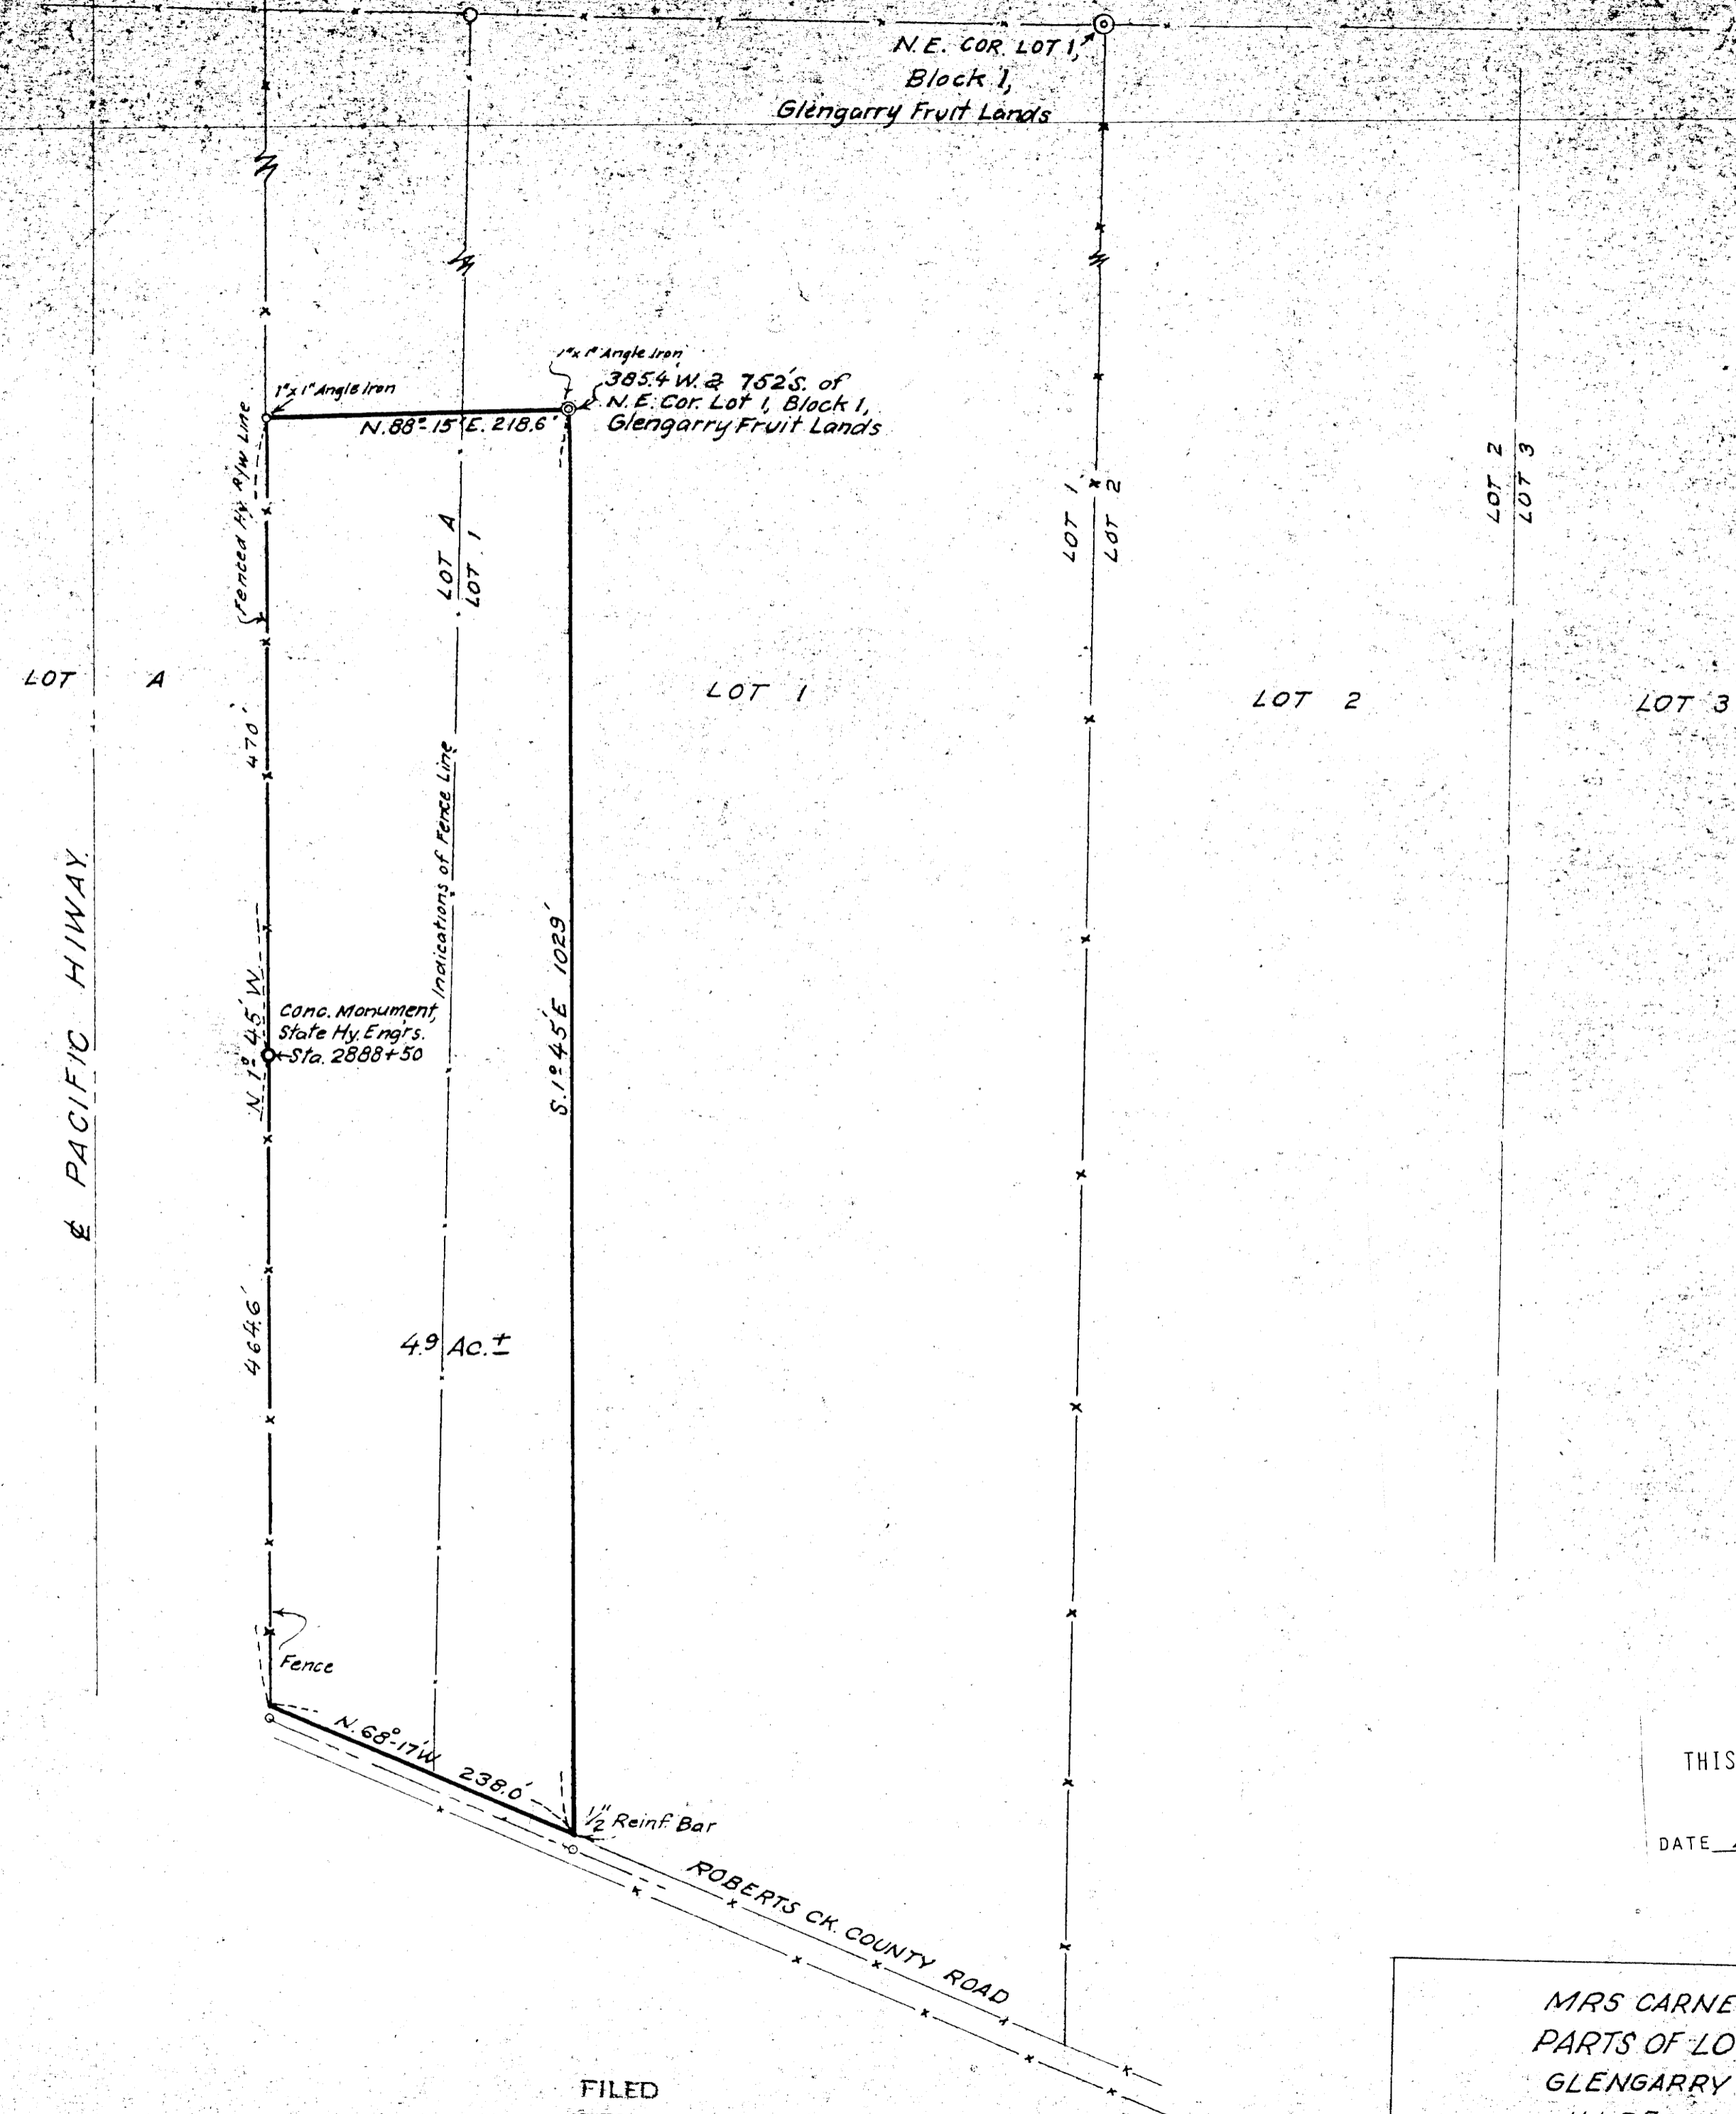 N.E. COR. LOT 1,
Block 1,
Glengarry Fruit Lands
1"x 1" Angle Iron
1"x 1" Angle Iron
385.4 W. & 752'S. of
N.E. Cor. Lot 1, Block 1,
Glengarry Fruit Lands
N.88°-15'E. 218.6'
Fenced Hy. R/W Line
LOT A
LOT 1
LOT 1
LOT 2
LOT 2
LOT 3
LOT A
LOT 1
LOT 2
LOT 3
470'
Indications of Fence Line
℄ PACIFIC HIWAY.
S.1°45'E 1029'
N 1° 45' W
Conc. Monument,
State Hy. Engrs.
Sta. 2888+50
464.6'
4.9 Ac.±
Fence
N.68°-17'W
238.0'
1/2" Reinf. Bar
ROBERTS CK. COUNTY ROAD
THIS
DATE
MRS CARNE
PARTS OF LO
GLENGARRY
FILED